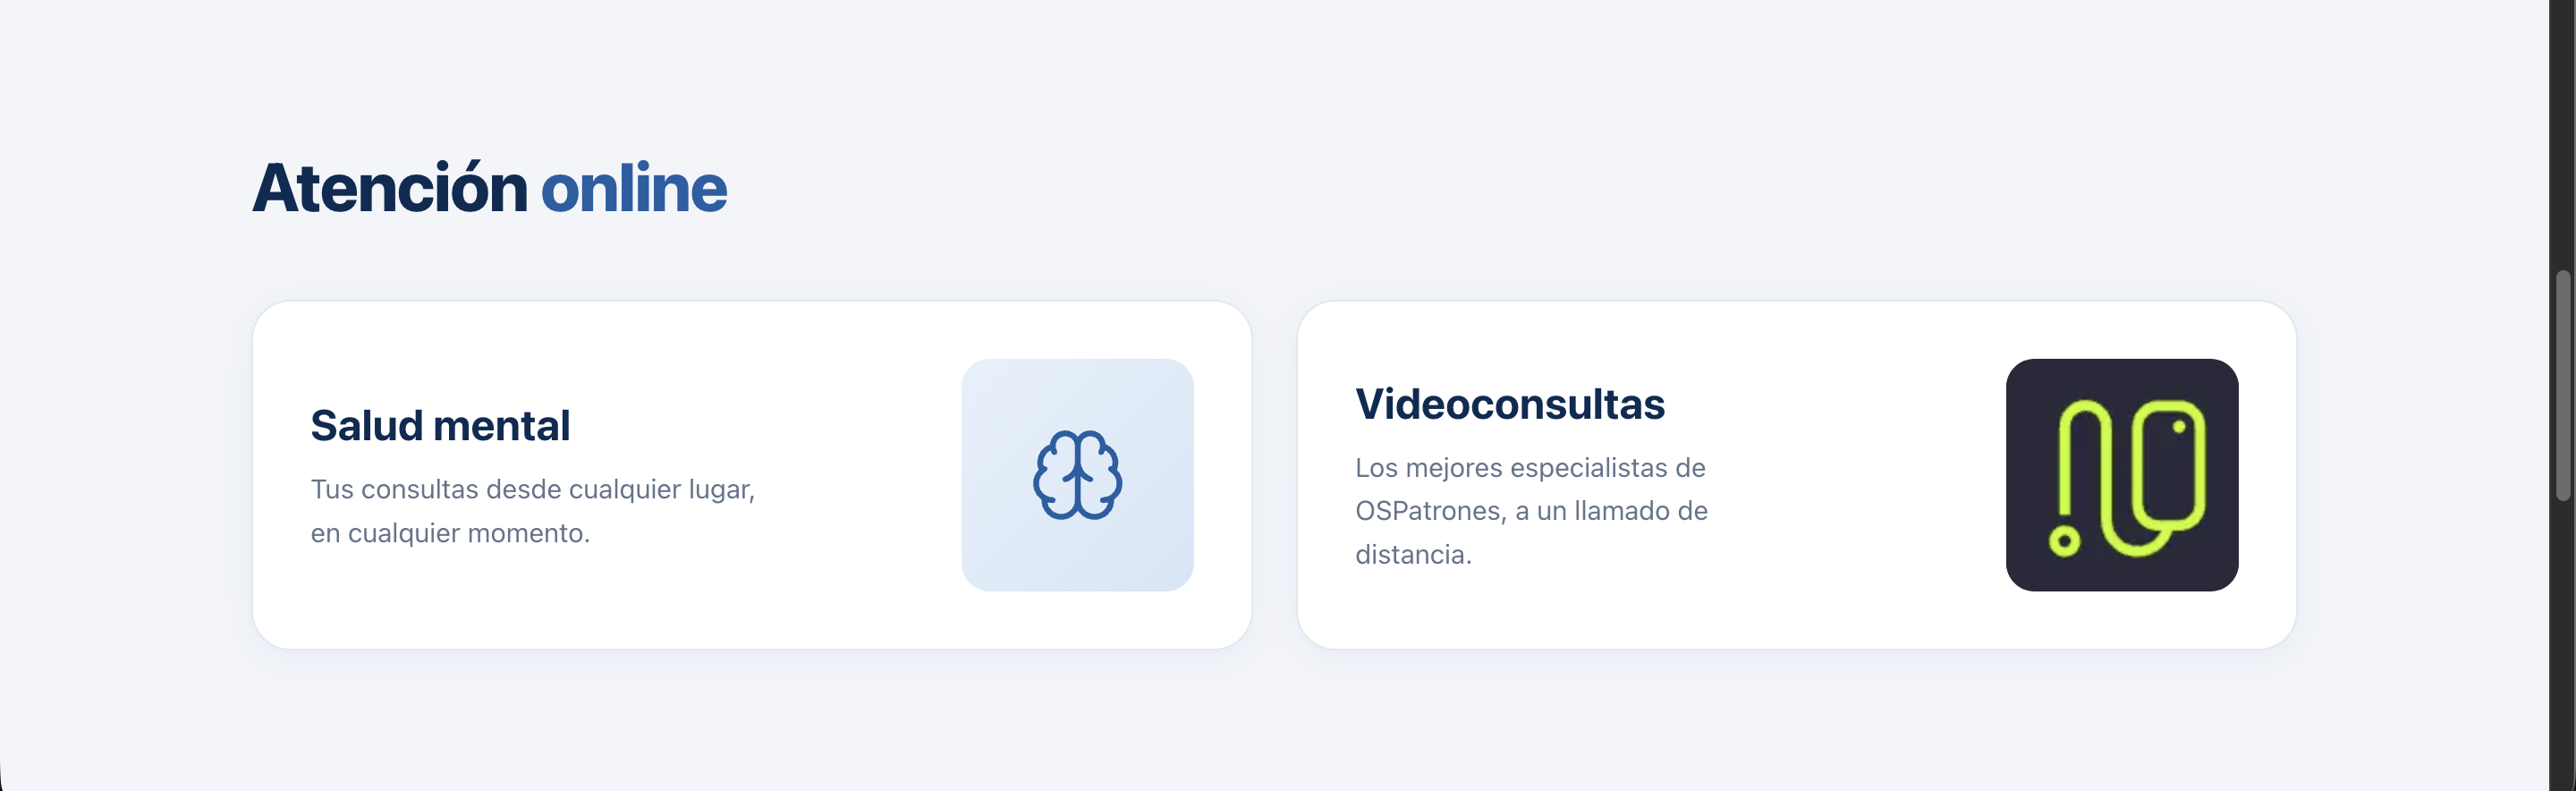 Atención online
Salud mental
Tus consultas desde cualquier lugar,
en cualquier momento.
Videoconsultas
Los mejores especialistas de
OSPatrones, a un llamado de
distancia.